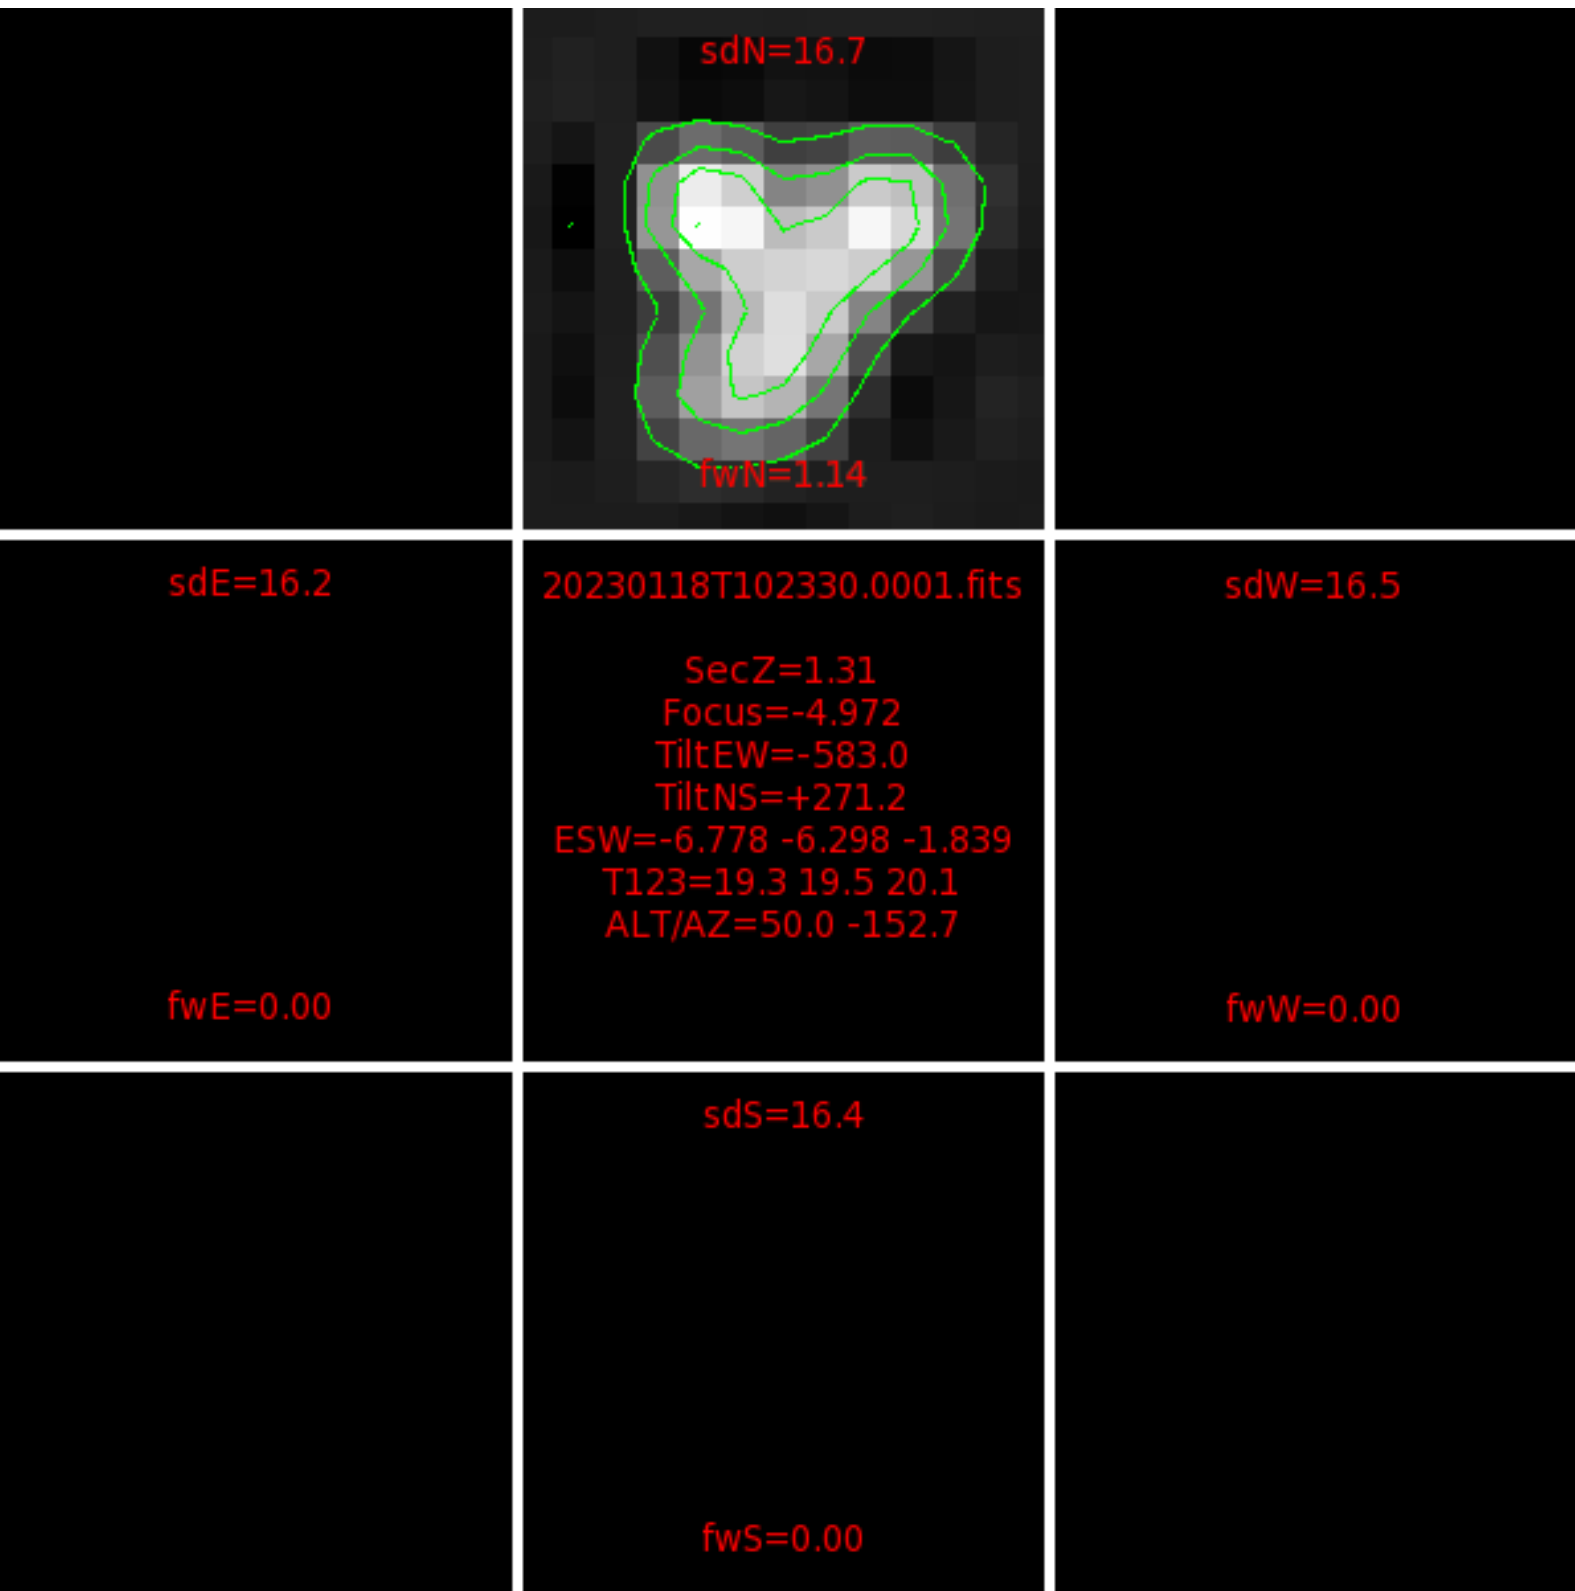 sdN=16.7
fwN=1.14
sdE=16.2
fwE=0.00
20230118T102330.0001.fits
SecZ=1.31
Focus=-4.972
TiltEW=-583.0
TiltNS=+271.2
ESW=-6.778 -6.298 -1.839
T123=19.3 19.5 20.1
ALT/AZ=50.0 -152.7
sdW=16.5
fwW=0.00
sdS=16.4
fwS=0.00